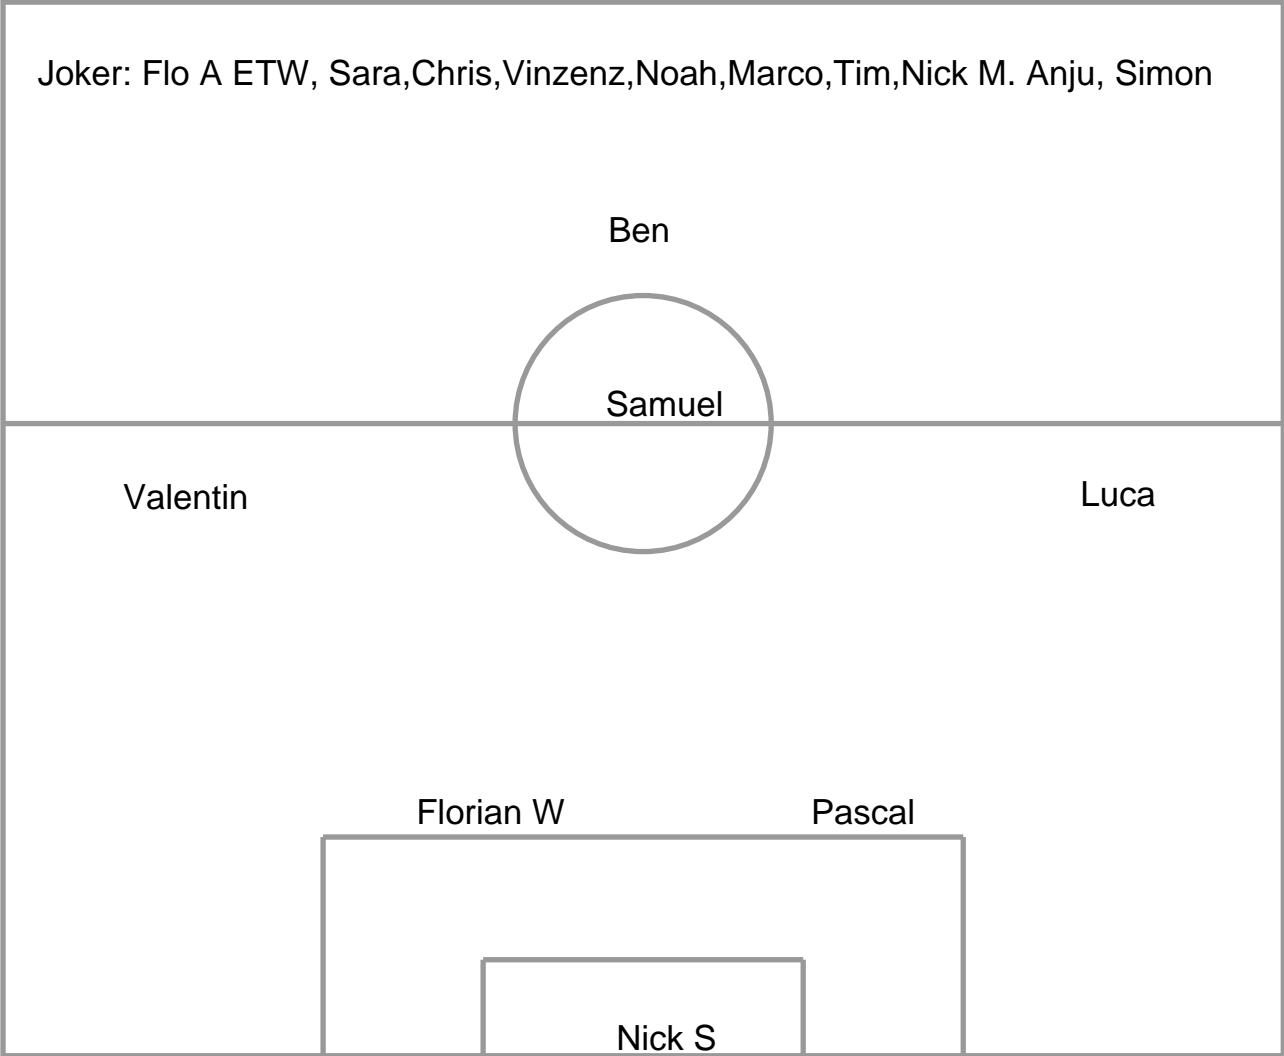 Joker: Flo A ETW, Sara,Chris,Vinzenz,Noah,Marco,Tim,Nick M. Anju, Simon
Ben
Samuel
Valentin
Luca
Florian W
Pascal
Nick S